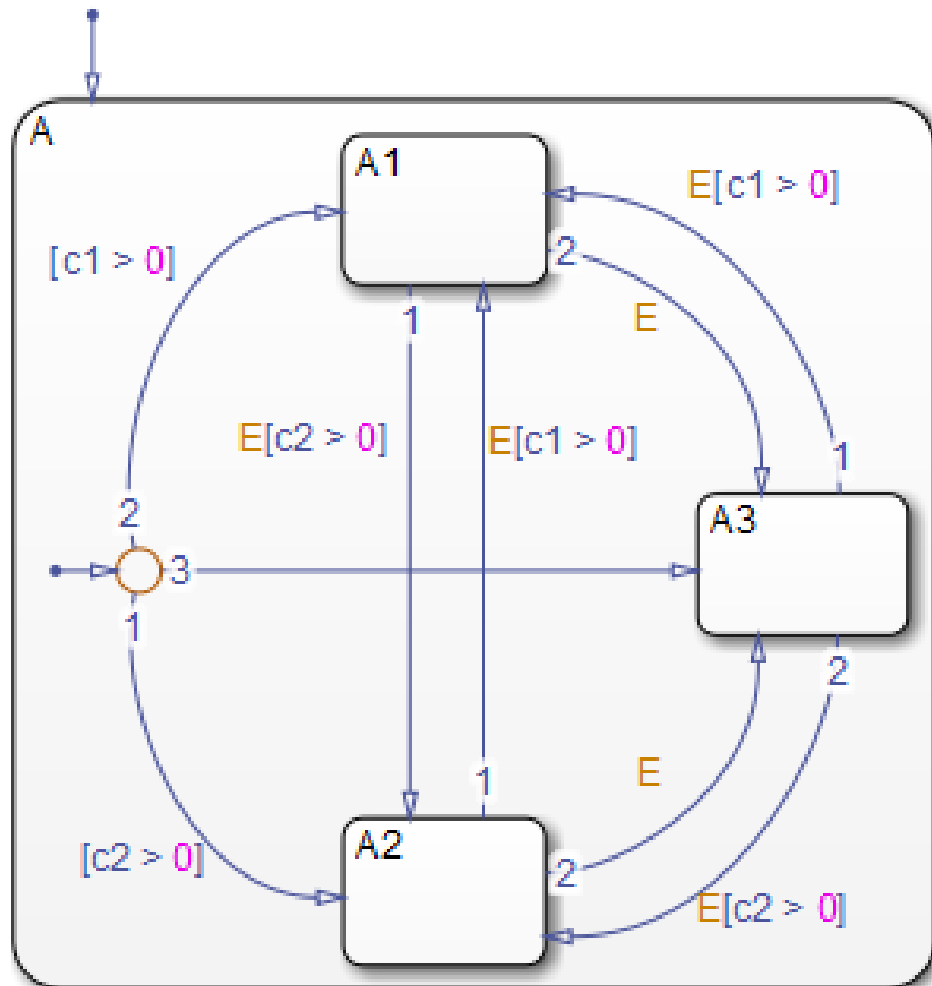 A
A1
E[c1 > 0]
[c1 > 0]
2
1
E
E[c2 > 0]
E[c1 > 0]
1
2
A3
3
1
2
E
1
A2
[c2 > 0]
2
E[c2 > 0]